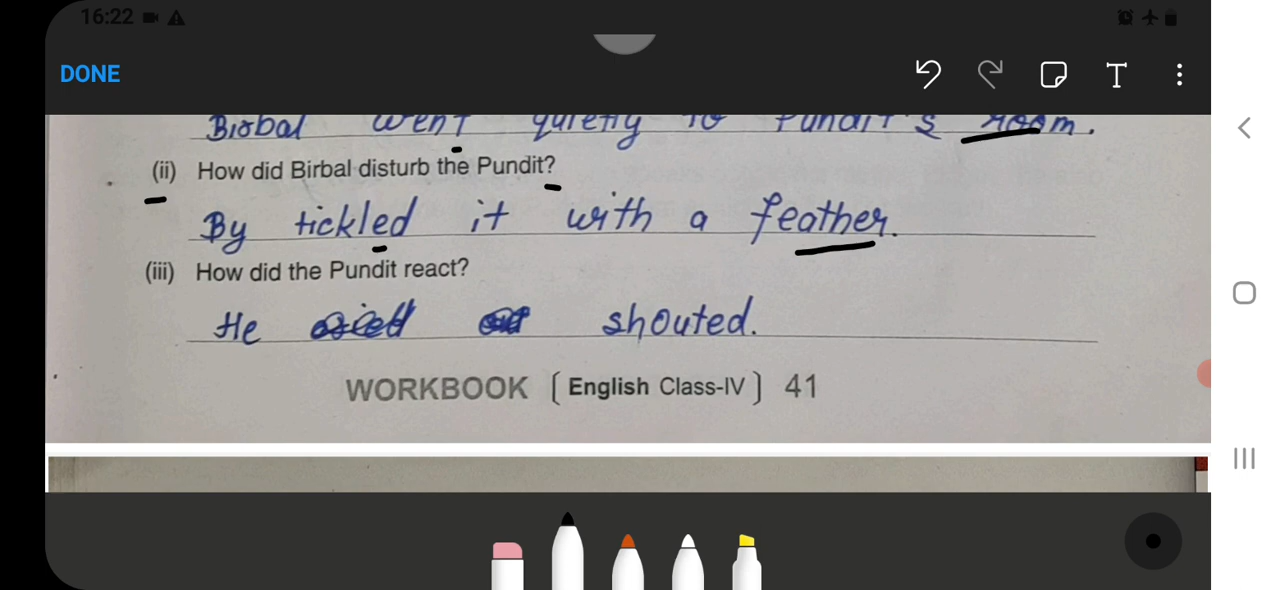 16:22
DONE
T
Birbal went quietly to Pundit's room.
(ii) How did Birbal disturb the Pundit?
By tickled it with a feather.
(iii) How did the Pundit react?
He shouted.
WORKBOOK [English Class-IV] 41